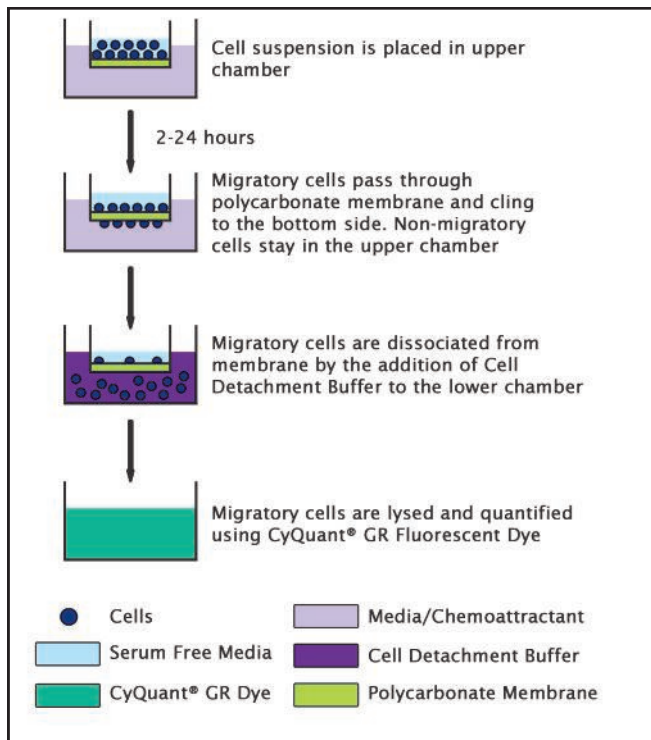 Cell suspension is placed in upper
chamber
2-24 hours
Migratory cells pass through
polycarbonate membrane and cling
to the bottom side. Non-migratory
cells stay in the upper chamber
Migratory cells are dissociated from
membrane by the addition of Cell
Detachment Buffer to the lower chamber
Migratory cells are lysed and quantified
using CyQuant® GR Fluorescent Dye
Cells
Media/Chemoattractant
Serum Free Media
Cell Detachment Buffer
CyQuant® GR Dye
Polycarbonate Membrane